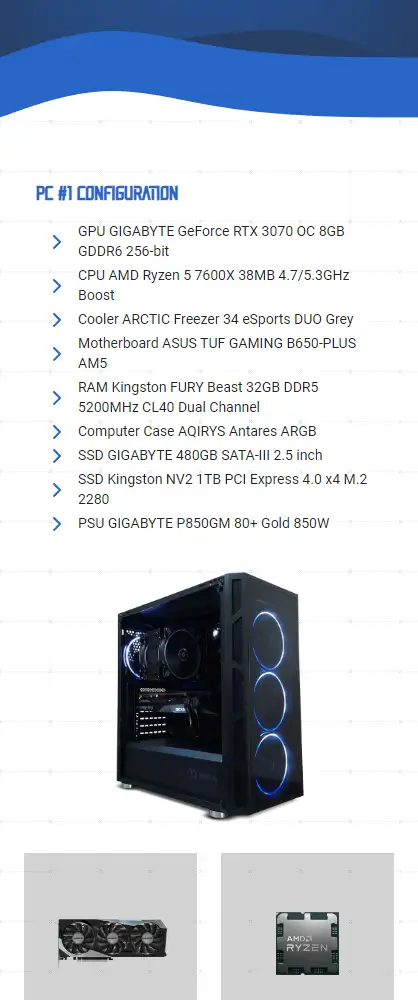 PC #1 CONFIGURATION
GPU GIGABYTE GeForce RTX 3070 OC 8GB
GDDR6 256-bit
CPU AMD Ryzen 5 7600X 38MB 4.7/5.3GHz
Boost
Cooler ARCTIC Freezer 34 eSports DUO Grey
Motherboard ASUS TUF GAMING B650-PLUS
AM5
RAM Kingston FURY Beast 32GB DDR5
5200MHz CL40 Dual Channel
Computer Case AQIRYS Antares ARGB
SSD GIGABYTE 480GB SATA-III 2.5 inch
SSD Kingston NV2 1TB PCI Express 4.0 x4 M.2
2280
PSU GIGABYTE P850GM 80+ Gold 850W
AMD
RYZEN